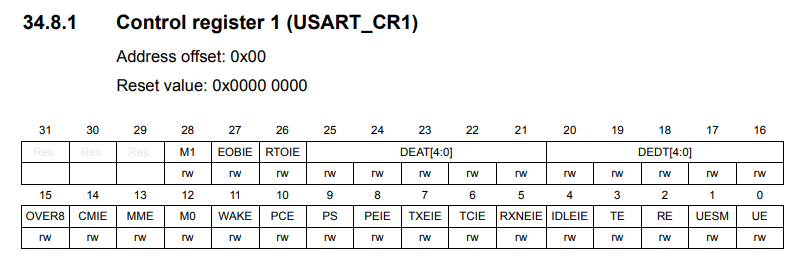 34.8.1 Control register 1 (USART_CR1)
Address offset: 0x00
Reset value: 0x0000 0000
31 30 29 28 27 26 25 24 23 22 21 20 19 18 17 16
Res. Res. Res. M1 EOBIE RTOIE DEAT[4:0] DEDT[4:0]
rw rw rw rw rw rw rw rw rw rw rw rw rw
15 14 13 12 11 10 9 8 7 6 5 4 3 2 1 0
OVER8 CMIE MME M0 WAKE PCE PS PEIE TXEIE TCIE RXNEIE IDLEIE TE RE UESM UE
rw rw rw rw rw rw rw rw rw rw rw rw rw rw rw rw